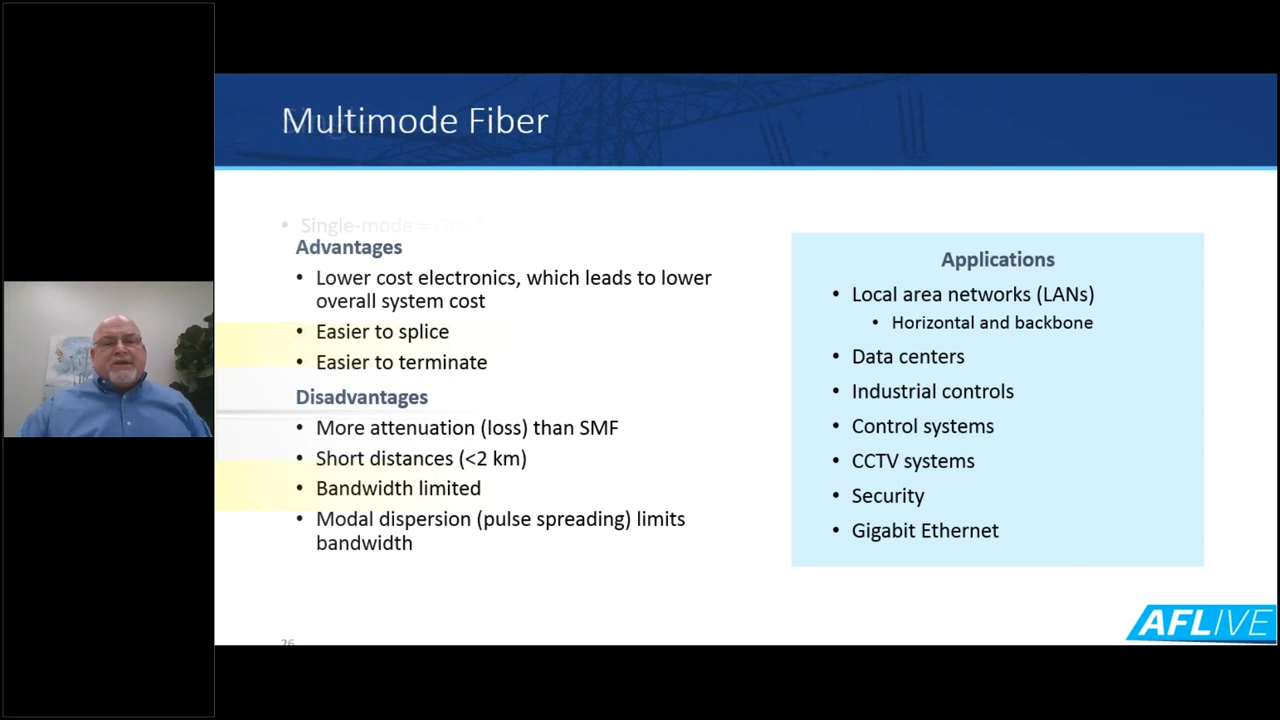 Multimode Fiber
• Single-mode =
Advantages
• Lower cost electronics, which leads to lower
overall system cost
• Easier to splice
• Easier to terminate
Disadvantages
• More attenuation (loss) than SMF
• Short distances (<2 km)
• Bandwidth limited
• Modal dispersion (pulse spreading) limits
bandwidth
Applications
• Local area networks (LANs)
• Horizontal and backbone
• Data centers
• Industrial controls
• Control systems
• CCTV systems
• Security
• Gigabit Ethernet
26
AFLIVE